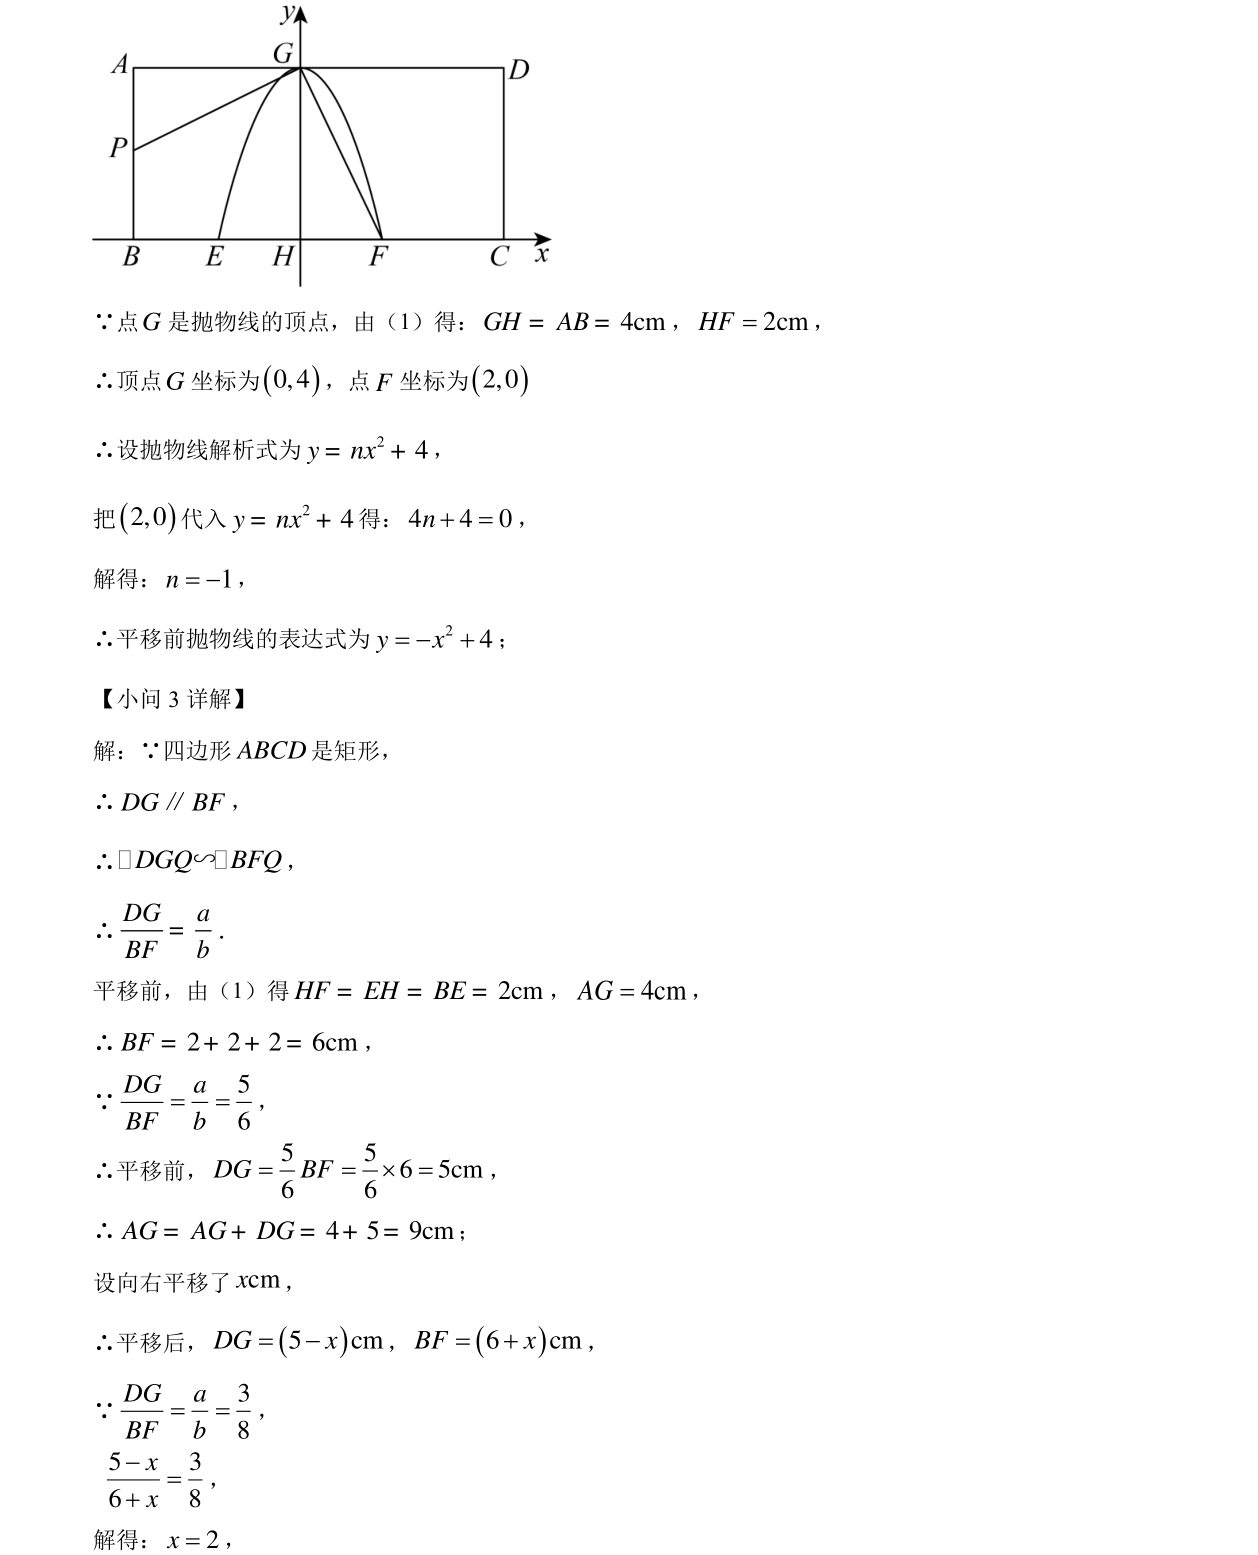 y
A G D
P
B E H F C x
∵点G是抛物线的顶点，由（1）得：GH = AB = 4cm，HF = 2cm，
∴顶点G坐标为(0,4)，点F坐标为(2,0)
∴设抛物线解析式为y = nx² + 4，
把(2,0)代入y = nx² + 4得：4n + 4 = 0，
解得：n = −1，
∴平移前抛物线的表达式为y = −x² + 4；
【小问3详解】
解：∵四边形ABCD是矩形，
∴DG∥BF，
∴□DGQ∽□BFQ，
∴DG/BF = a/b．
平移前，由（1）得HF = EH = BE = 2cm，AG = 4cm，
∴BF = 2 + 2 + 2 = 6cm，
∵DG/BF = a/b = 5/6，
∴平移前，DG = 5/6 BF = 5/6 × 6 = 5cm，
∴AG = AG + DG = 4 + 5 = 9cm；
设向右平移了xcm，
∴平移后，DG = (5 − x)cm，BF = (6 + x)cm，
∵DG/BF = a/b = 3/8，
(5 − x)/(6 + x) = 3/8，
解得：x = 2，